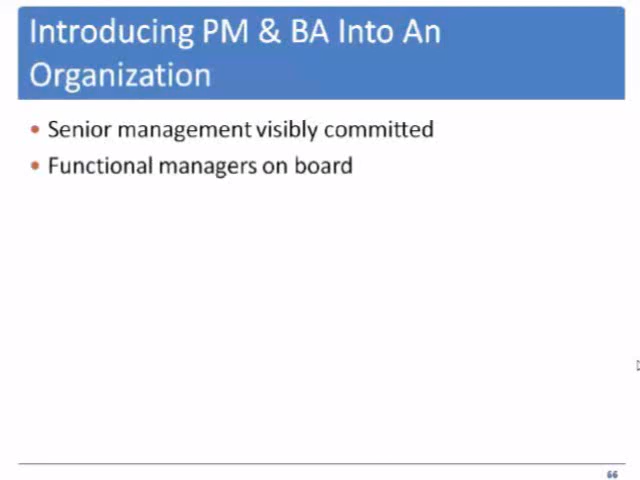 Introducing PM & BA Into An
Organization
• Senior management visibly committed
• Functional managers on board
66